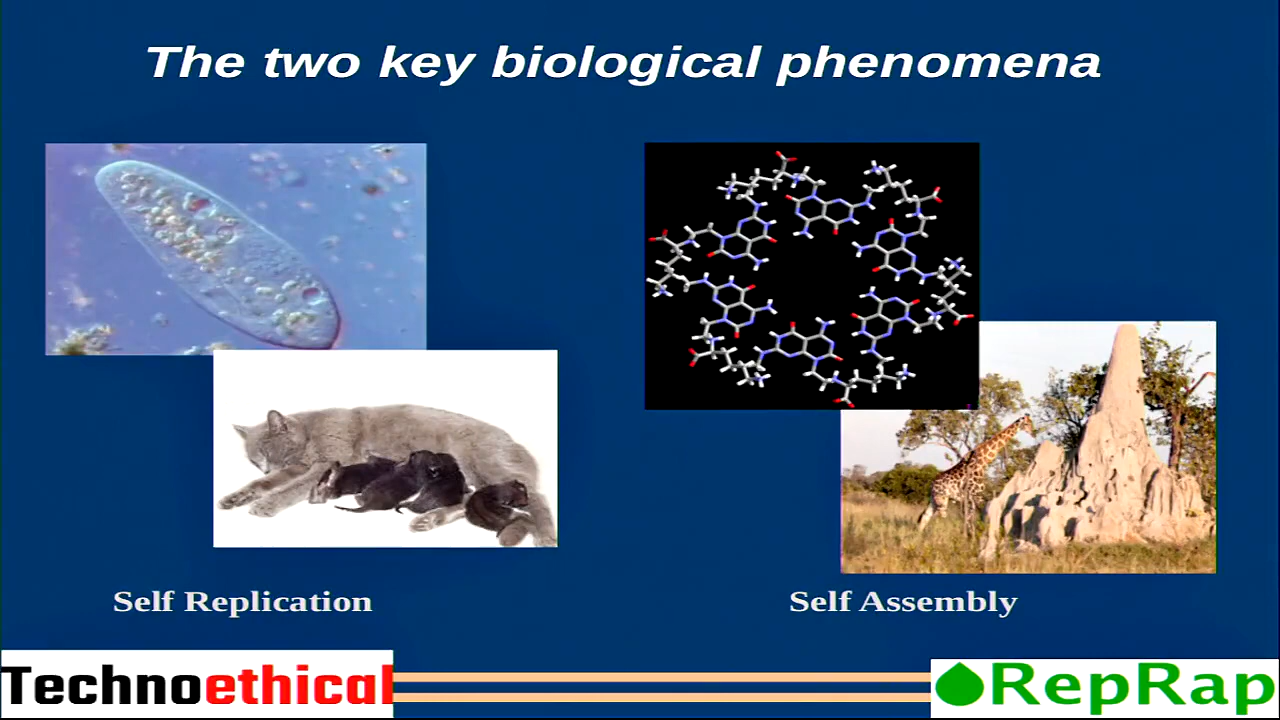 The two key biological phenomena
Self Replication
Self Assembly
Technoethical
RepRap